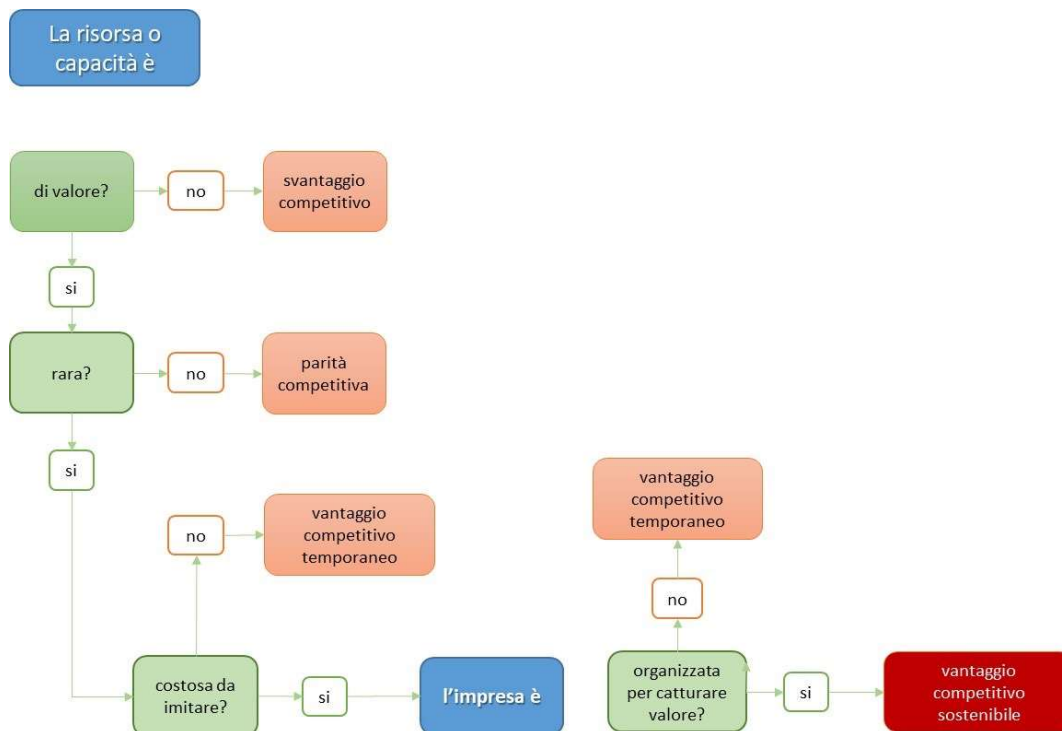 La risorsa o
capacità è
di valore?
no
svantaggio
competitivo
si
rara?
no
parità
competitiva
si
no
vantaggio
competitivo
temporaneo
costosa da
imitare?
si
l’impresa è
vantaggio
competitivo
temporaneo
no
organizzata
per catturare
valore?
si
vantaggio
competitivo
sostenibile